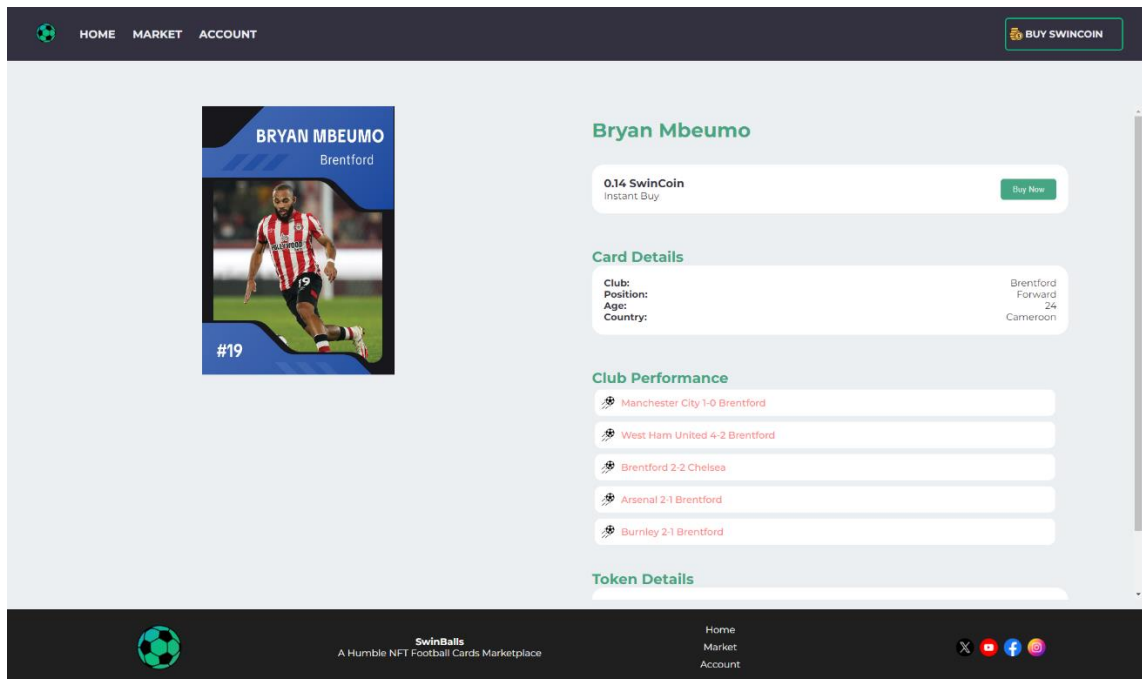 HOME MARKET ACCOUNT
BUY SWINCOIN
BRYAN MBEUMO
Brentford
19
#19
Bryan Mbeumo
0.14 SwinCoin
Instant Buy
Buy Now
Card Details
Club: Brentford
Position: Forward
Age: 24
Country: Cameroon
Club Performance
Manchester City 1-0 Brentford
West Ham United 4-2 Brentford
Brentford 2-2 Chelsea
Arsenal 2-1 Brentford
Burnley 2-1 Brentford
Token Details
SwinBalls
A Humble NFT Football Cards Marketplace
Home
Market
Account